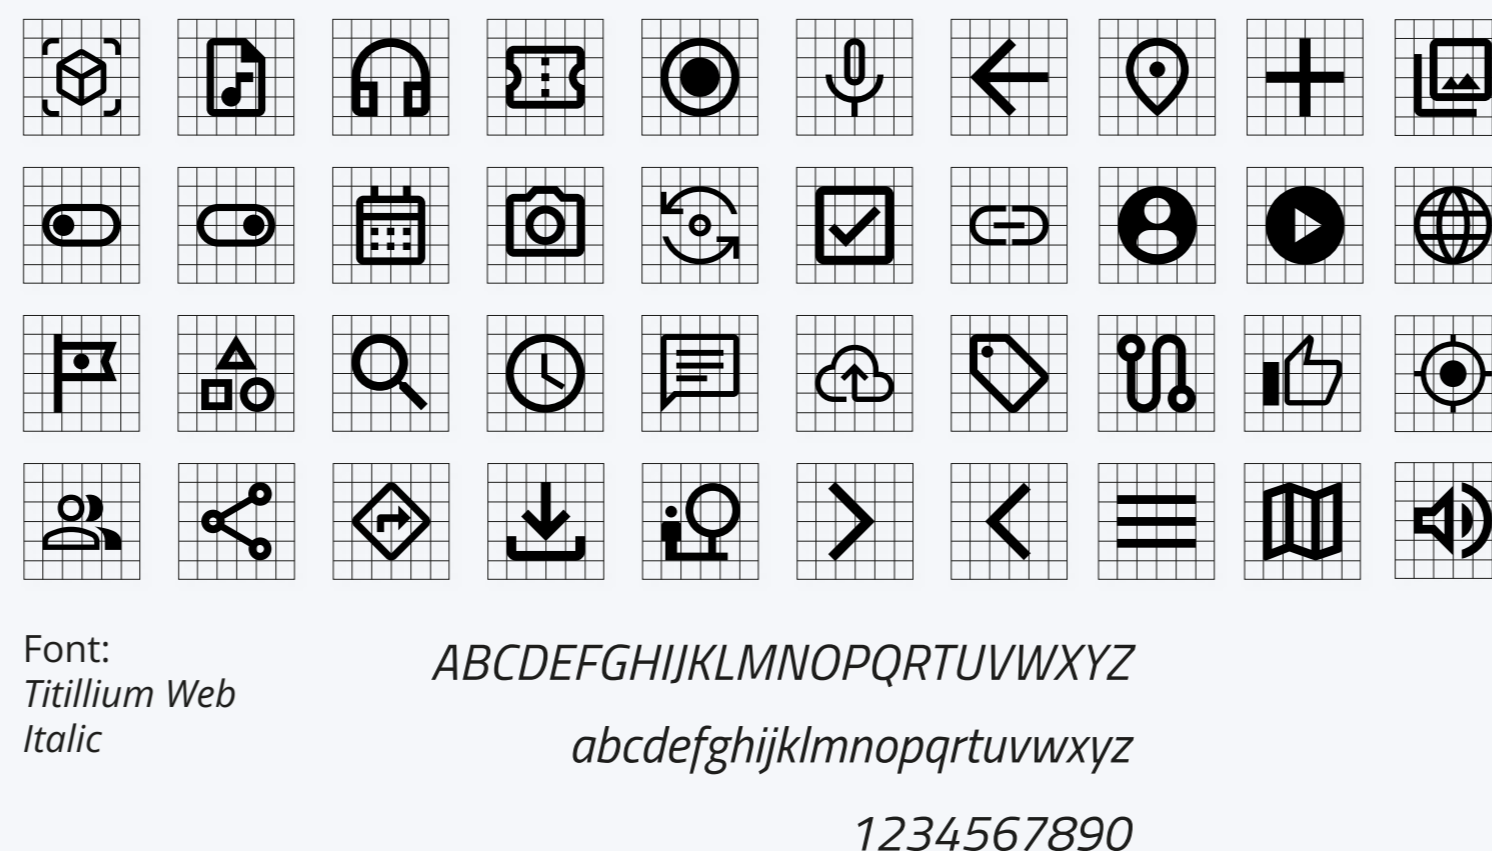 Font:
Titillium Web
Italic
ABCDEFGHIJKLMNOPQRTUVWXYZ
abcdefghijklmnopqrtuvwxyz
1234567890